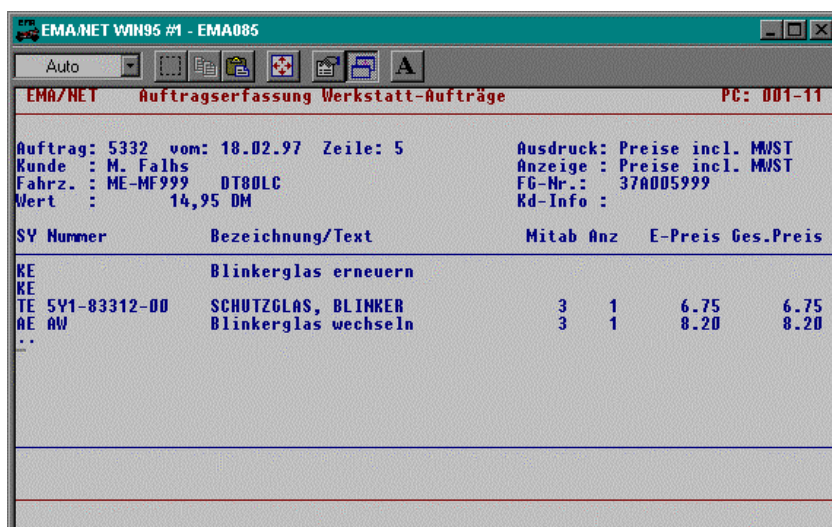 EMA
EMA/NET WIN95 #1 - EMA085
Auto
A
EMA/NET Auftragserfassung Werkstatt-Aufträge PC: 001-11
Auftrag: 5332 vom: 18.02.97 Zeile: 5 Ausdruck: Preise incl. MWST
Kunde : M. Falhs Anzeige : Preise incl. MWST
Fahrz. : ME-MF999 DT80LC FG-Nr.: 37A005999
Wert : 14,95 DM Kd-Info :
SY Nummer Bezeichnung/Text Mitab Anz E-Preis Ges.Preis
KE Blinkerglas erneuern
KE
TE 5Y1-83312-00 SCHUTZGLAS, BLINKER 3 1 6.75 6.75
AE AW Blinkerglas wechseln 3 1 8.20 8.20
..